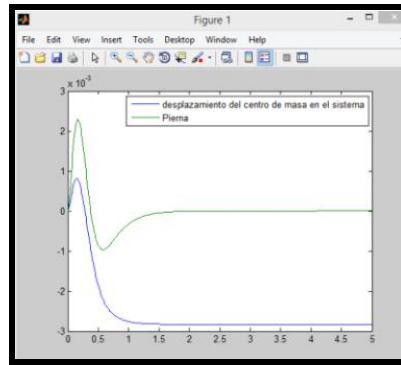 Figure 1
File Edit View Insert Tools Desktop Window Help
x 10⁻³
desplazamiento del centro de masa en el sistema
Pierna
3
2
1
0
-1
-2
-3
0 0.5 1 1.5 2 2.5 3 3.5 4 4.5 5